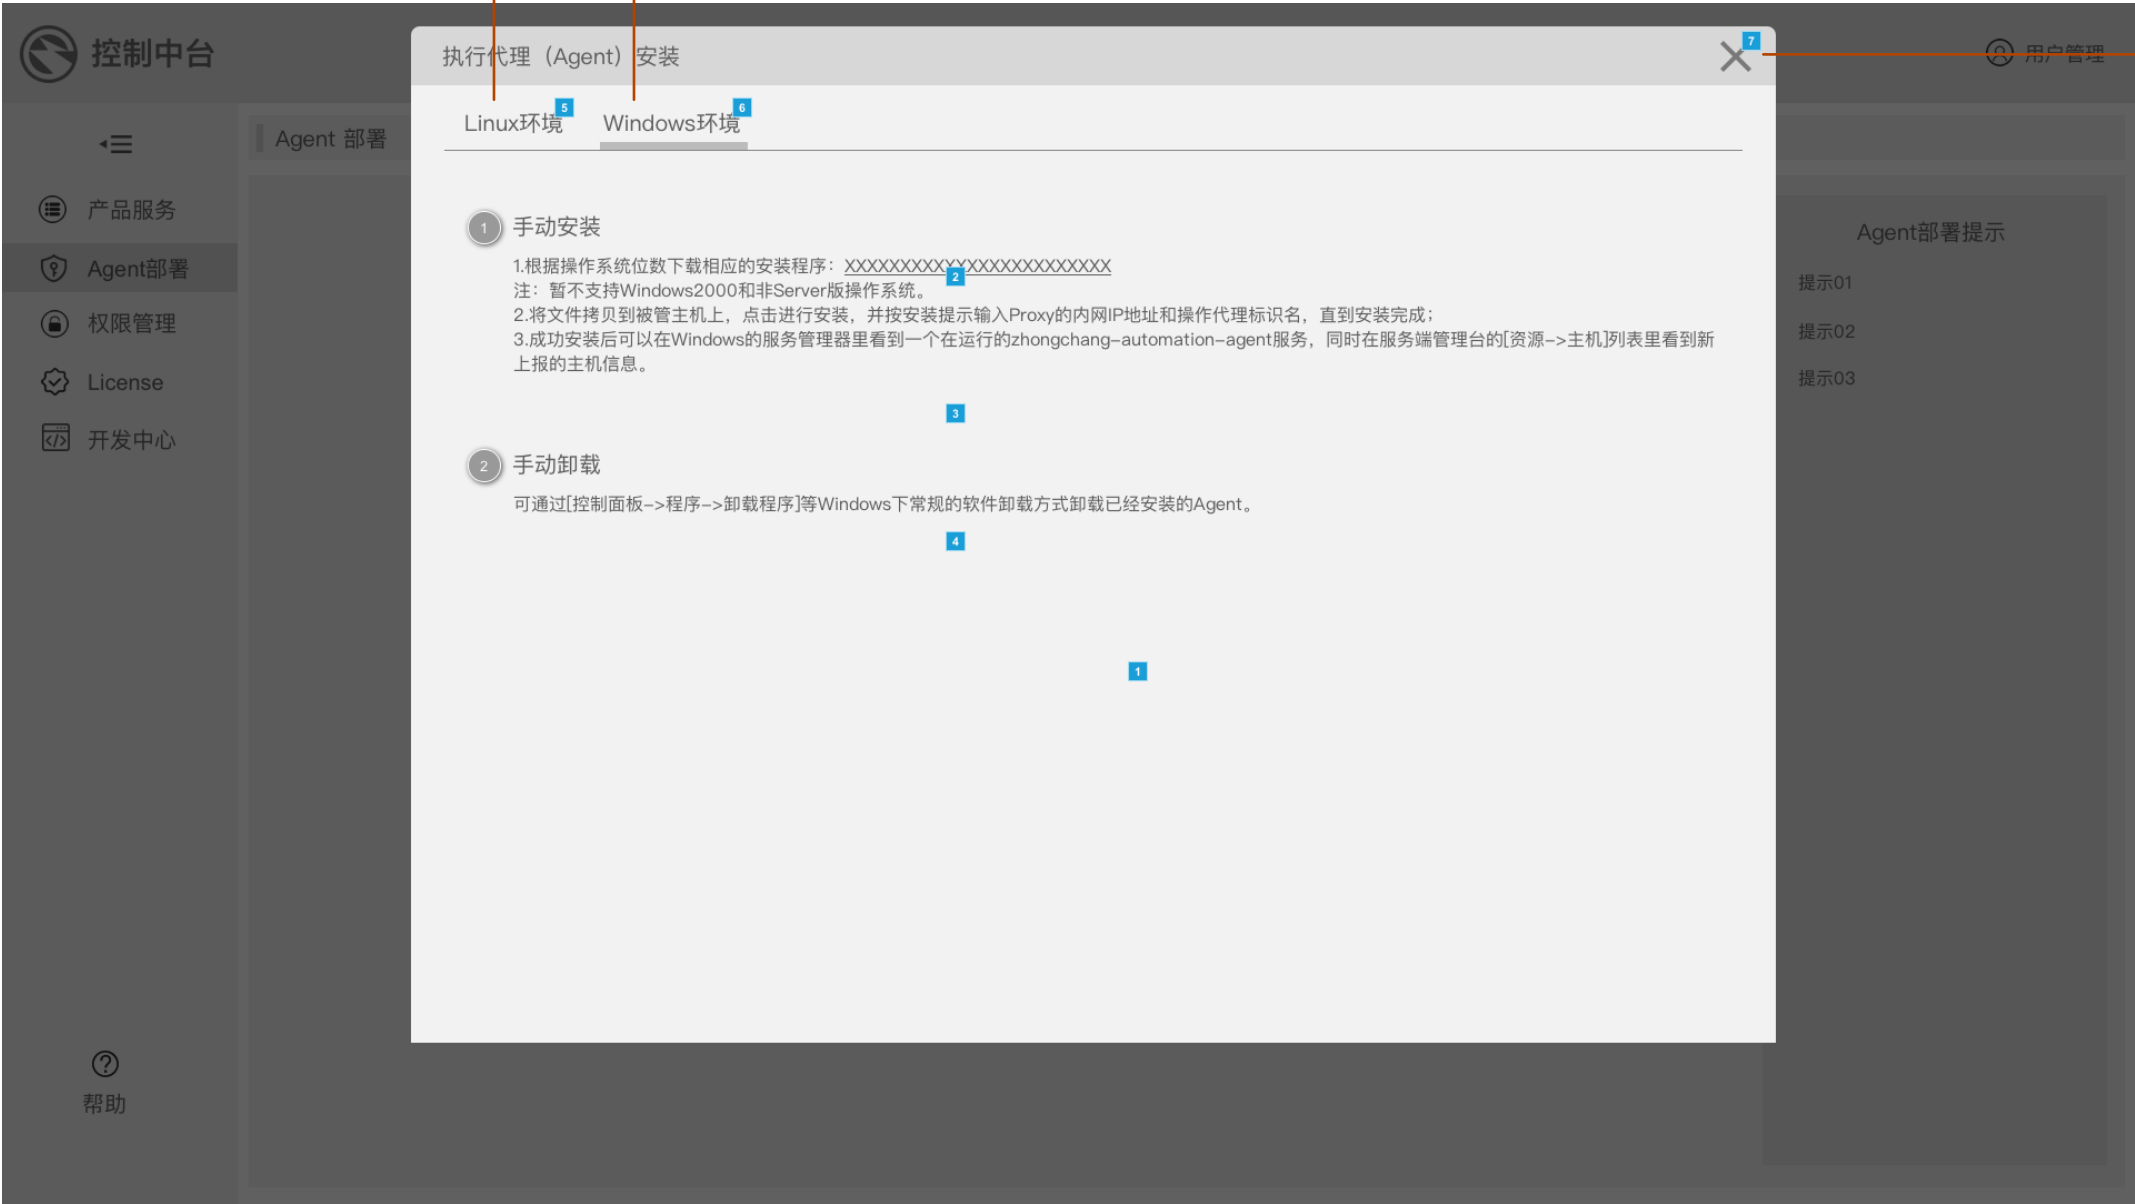 控制中台
用户管理
产品服务
Agent部署
权限管理
License
开发中心
帮助
Agent 部署
执行代理（Agent）安装
7
Linux环境
5
Windows环境
6
1
手动安装
1.根据操作系统位数下载相应的安装程序：XXXXXXXXXXXXXXXXXXXXXXXX
2
注：暂不支持Windows2000和非Server版操作系统。
2.将文件拷贝到被管主机上，点击进行安装，并按安装提示输入Proxy的内网IP地址和操作代理标识名，直到安装完成；
3.成功安装后可以在Windows的服务管理器里看到一个在运行的zhongchang-automation-agent服务，同时在服务端管理台的[资源->主机]列表里看到新
上报的主机信息。
3
2
手动卸载
可通过[控制面板->程序->卸载程序]等Windows下常规的软件卸载方式卸载已经安装的Agent。
4
1
Agent部署提示
提示01
提示02
提示03